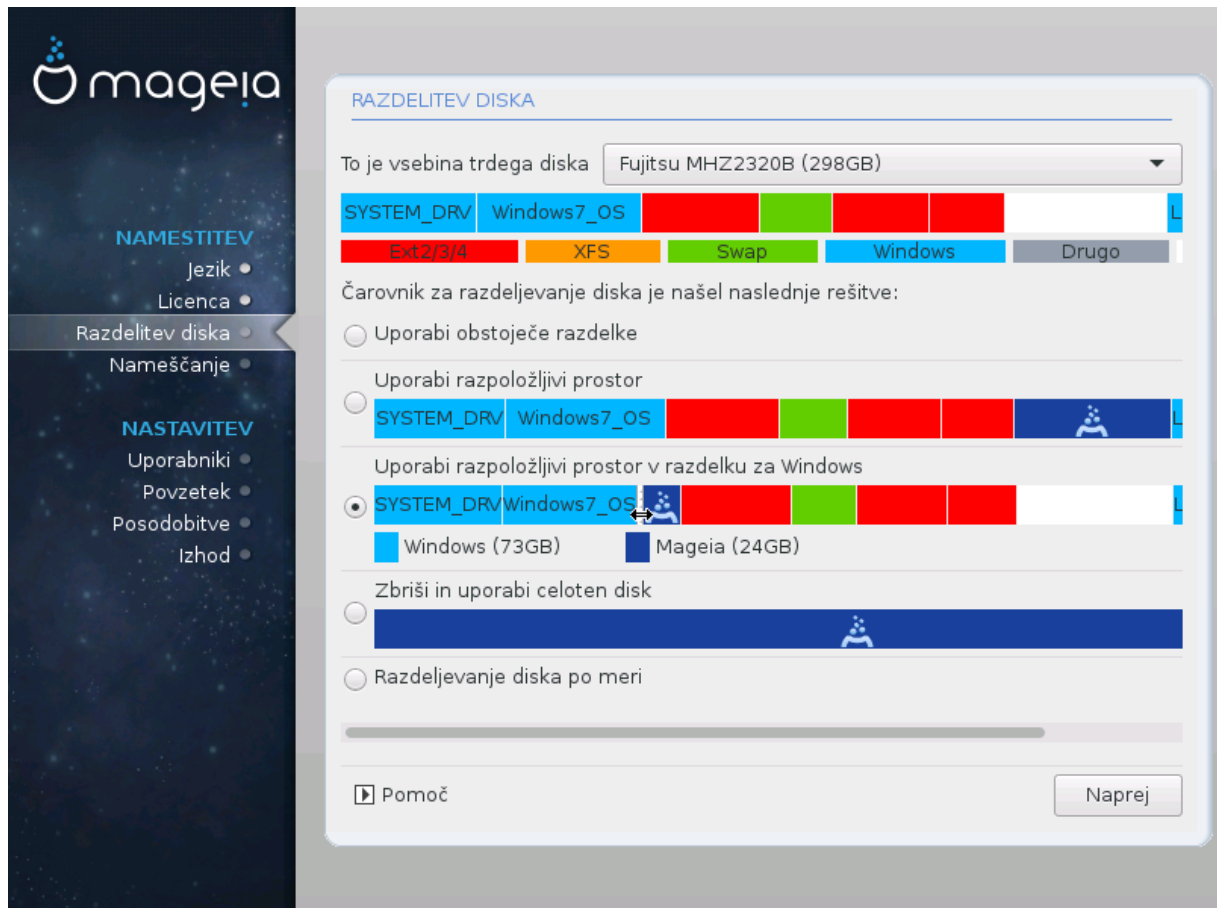 mageia
NAMESTITEV
Jezik
Licenca
Razdelitev diska
Nameščanje
NASTAVITEV
Uporabniki
Povzetek
Posodobitve
Izhod
RAZDELITEV DISKA
To je vsebina trdega diska Fujitsu MHZ2320B (298GB)
SYSTEM_DRV Windows7_OS L
Ext2/3/4 XFS Swap Windows Drugo
Čarovnik za razdeljevanje diska je našel naslednje rešitve:
Uporabi obstoječe razdelke
Uporabi razpoložljivi prostor
SYSTEM_DRV Windows7_OS L
Uporabi razpoložljivi prostor v razdelku za Windows
SYSTEM_DRV Windows7_OS L
Windows (73GB) Mageia (24GB)
Zbriši in uporabi celoten disk
Razdeljevanje diska po meri
Pomoč
Naprej